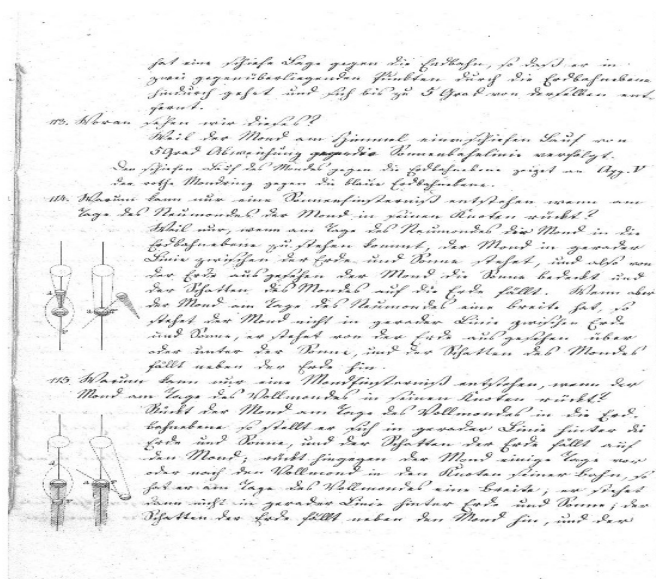 hat eine schiefe Lage gegen die Erdbahn, so daß er in
zwei gegenüberliegenden Punkten durch die Erdbahnebene
hindurch gehet und sich bis zu 5 Grad von derselben ent-
fernt.
113. Woran sehen wir dieses?
Weil der Mond am Himmel einen schiefen Lauf von
5 Grad Abweichung gegen die Sonnenbahnlinie verfolgt.
Den schiefen Lauf des Mondes gegen die Erdbahnebene zeiget an App. V
der rothe Mondring gegen die blaue Erdbahnebene.
114. Warum kann nur eine Sonnenfinsterniß entstehen wenn am
Tage des Neumondes der Mond in seinen Knoten rückt?
Weil nur, wenn am Tage des Neumondes der Mond in die
Erdbahnebene zu stehen kommt, der Mond in gerader
Linie zwischen der Erde und Sonne stehet, und also von
der Erde aus gesehen der Mond die Sonne bedeckt und
der Schatten des Mondes auf die Erde fällt. Wenn aber
der Mond am Tage des Neumondes eine Breite hat, so
stehet der Mond nicht in gerader Linie zwischen Erde
und Sonne, er stehet von der Erde aus gesehen über
oder unter der Sonne, und der Schatten des Mondes
fällt neben der Erde hin.
115. Warum kann nur eine Mondfinsterniß entstehen, wenn der
Mond am Tage des Vollmondes in seinen Knoten rückt?
Rückt der Mond am Tage des Vollmondes in die Erd-
bahnebene so stellt er sich in gerader Linie hinter die
Erde und Sonne, und der Schatten der Erde fällt auf
den Mond; rückt hingegen der Mond einige Tage vor
oder nach den Vollmond in den Knoten seiner Bahn, so
hat er am Tage des Vollmondes eine Breite; er stehet
dann nicht in gerader Linie hinter Erde und Sonne; der
Schatten der Erde fällt neben den Mond hin, und der